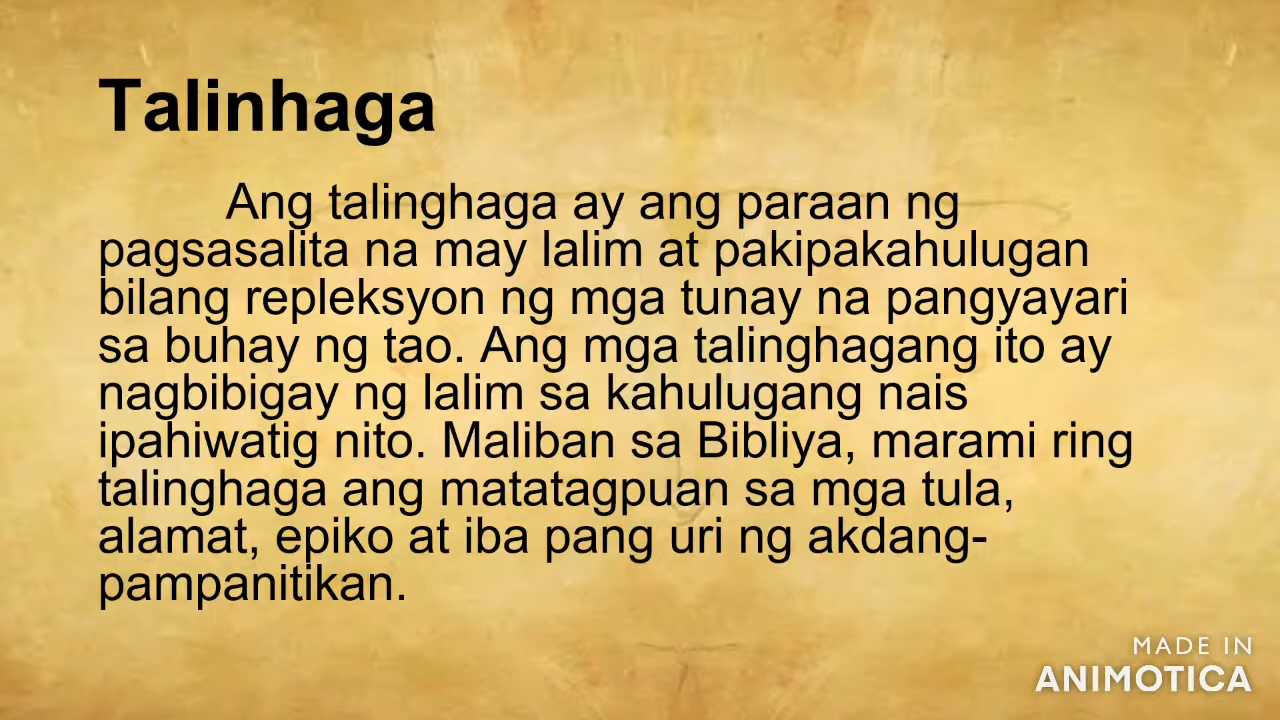 Talinhaga
Ang talinghaga ay ang paraan ng
pagsasalita na may lalim at pakipakahulugan
bilang repleksyon ng mga tunay na pangyayari
sa buhay ng tao. Ang mga talinghagang ito ay
nagbibigay ng lalim sa kahulugang nais
ipahiwatig nito. Maliban sa Bibliya, marami ring
talinghaga ang matatagpuan sa mga tula,
alamat, epiko at iba pang uri ng akdang-
pampanitikan.
MADE IN
ANIMOTICA